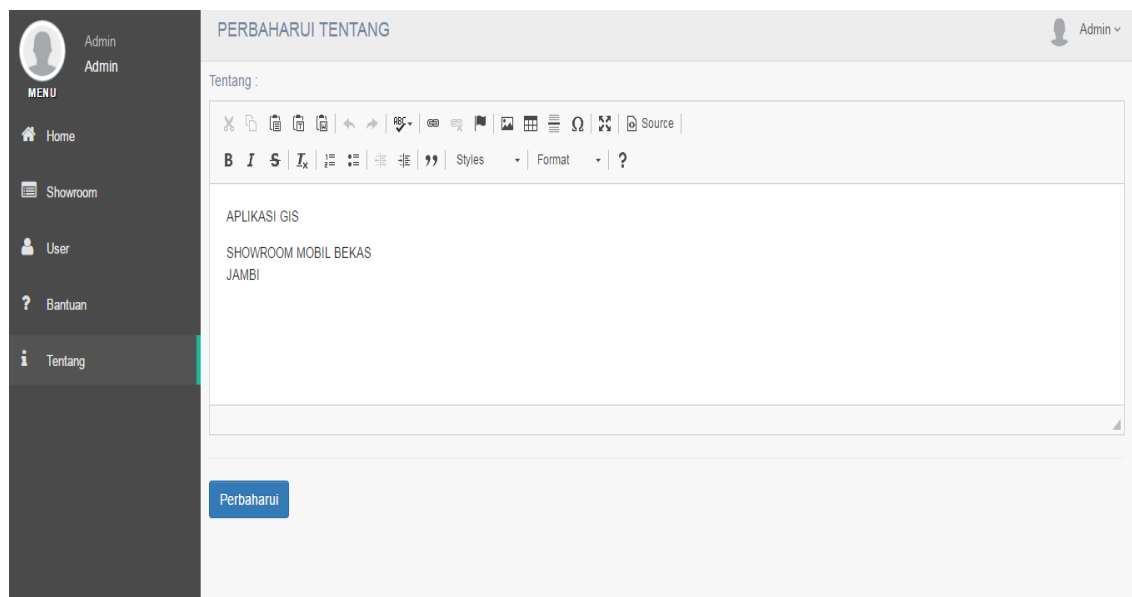 Admin
Admin
MENU
Home
Showroom
User
Bantuan
Tentang
PERBAHARUI TENTANG
Admin
Tentang :
Source
Styles
Format
APLIKASI GIS
SHOWROOM MOBIL BEKAS
JAMBI
Perbaharui